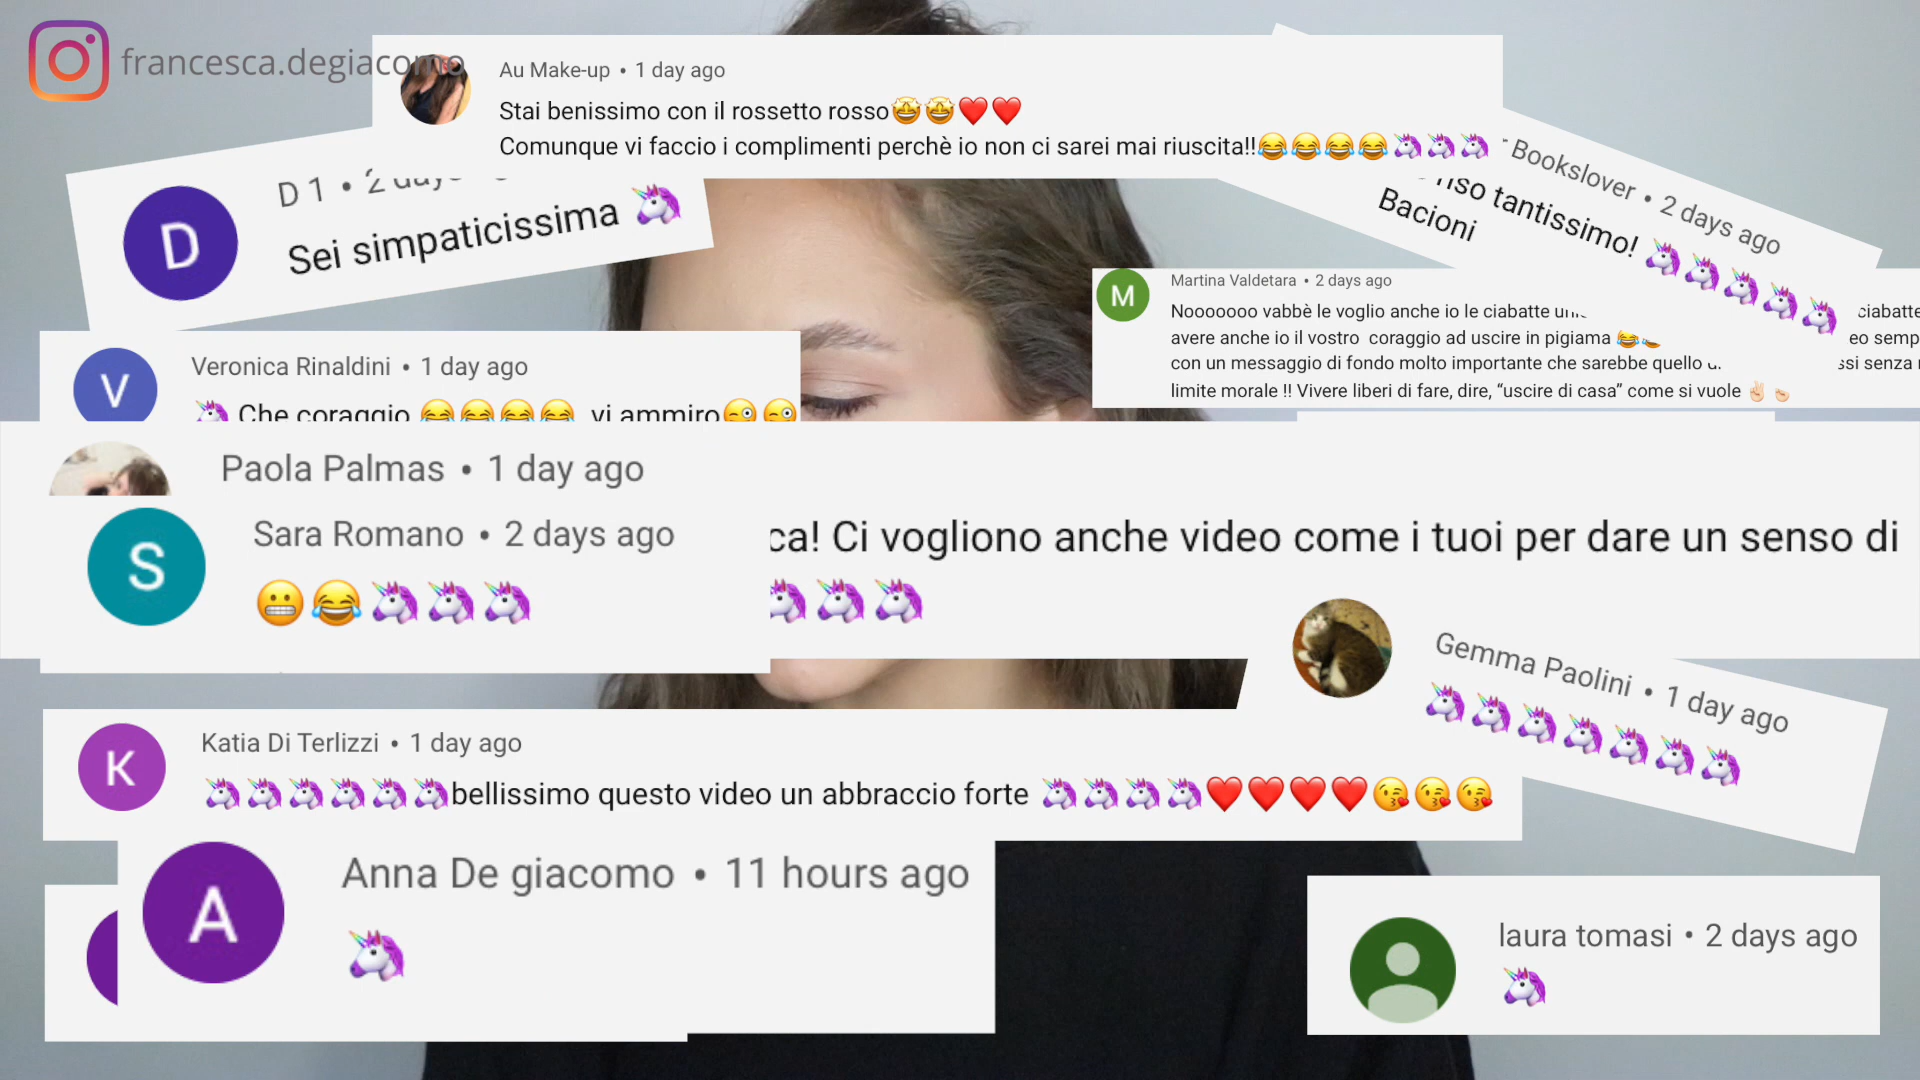 francesca.degiacomo
Au Make-up • 1 day ago
Stai benissimo con il rossetto rosso🤩🤩❤️❤️
Comunque vi faccio i complimenti perchè io non ci sarei mai riuscita!!😂😂😂😂🦄🦄🦄
D
D 1 • 2 days
Sei simpaticissima 🦄
Bookslover • 2 days ago
tantissimo! 🦄🦄🦄🦄🦄
Bacioni
M
Martina Valdetara • 2 days ago
Nooooooo vabbè le voglio anche io le ciabatte ciabatte
avere anche io il vostro coraggio ad uscire in pigiama 😂
con un messaggio di fondo molto importante che sarebbe quello senza
limite morale !! Vivere liberi di fare, dire, “uscire di casa” come si vuole ✌🏻
V
Veronica Rinaldini • 1 day ago
🦄 Che coraggio 😂😂😂😂 vi ammiro😜😜
Paola Palmas • 1 day ago
ca! Ci vogliono anche video come i tuoi per dare un senso di
🦄🦄🦄
S
Sara Romano • 2 days ago
😬😂🦄🦄🦄
Gemma Paolini • 1 day ago
🦄🦄🦄🦄🦄🦄🦄
K
Katia Di Terlizzi • 1 day ago
🦄🦄🦄🦄🦄🦄bellissimo questo video un abbraccio forte 🦄🦄🦄🦄❤️❤️❤️❤️😘😘😘
A
Anna De giacomo • 11 hours ago
🦄
laura tomasi • 2 days ago
🦄